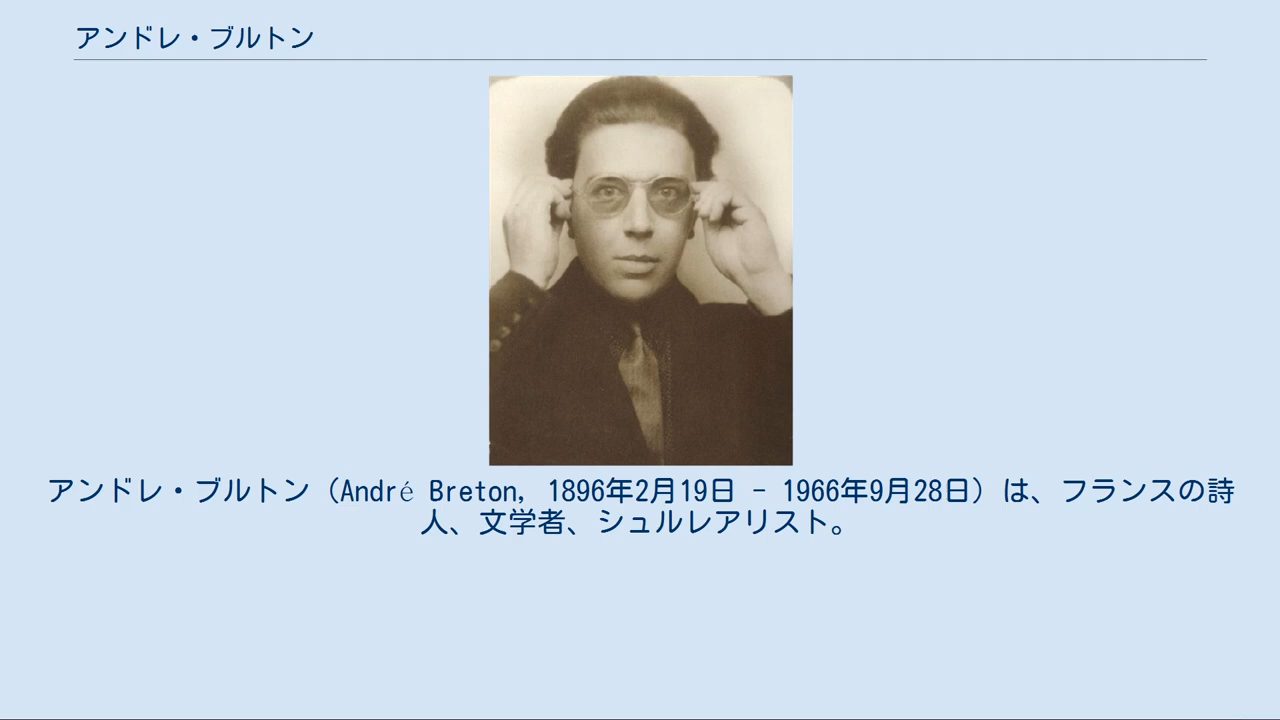 アンドレ・ブルトン
アンドレ・ブルトン（André Breton, 1896年2月19日 - 1966年9月28日）は、フランスの詩
人、文学者、シュルレアリスト。